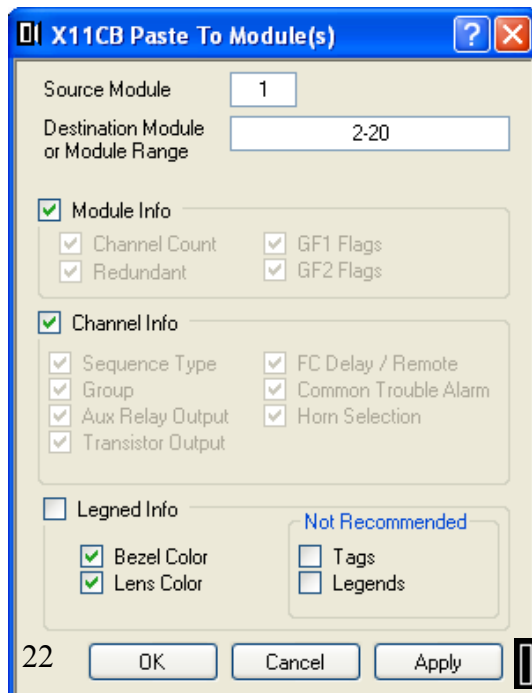 X11CB Paste To Module(s)
Source Module 1
Destination Module or Module Range 2-20
Module Info
Channel Count GF1 Flags
Redundant GF2 Flags
Channel Info
Sequence Type FC Delay / Remote
Group Common Trouble Alarm
Aux Relay Output Horn Selection
Transistor Output
Legned Info
Not Recommended
Bezel Color Tags
Lens Color Legends
22 OK Cancel Apply